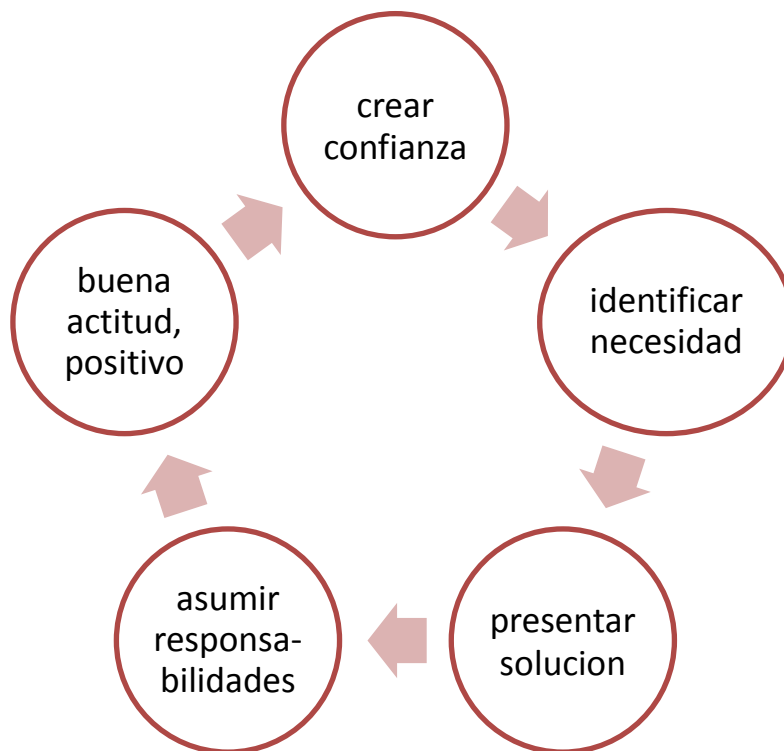 crear
confianza
identificar
necesidad
presentar
solucion
asumir
responsa-
bilidades
buena
actitud,
positivo